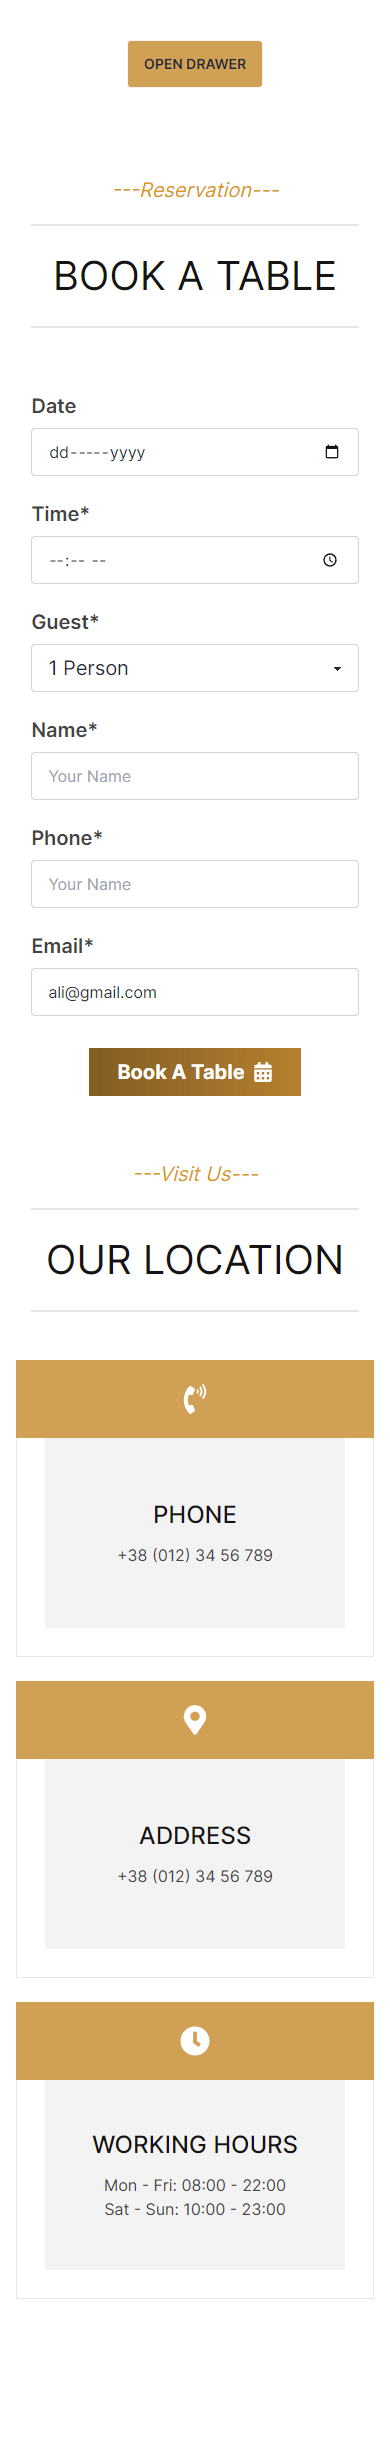 OPEN DRAWER
---Reservation---
BOOK A TABLE
Date
dd-----yyyy
Time*
--:-- --
Guest*
1 Person
Name*
Your Name
Phone*
Your Name
Email*
ali@gmail.com
Book A Table
---Visit Us---
OUR LOCATION
PHONE
+38 (012) 34 56 789
ADDRESS
+38 (012) 34 56 789
WORKING HOURS
Mon - Fri: 08:00 - 22:00
Sat - Sun: 10:00 - 23:00